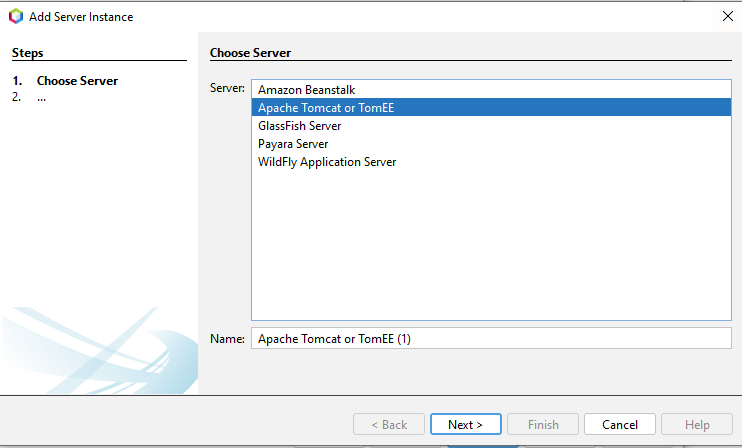 Add Server Instance
Steps
1. Choose Server
2. ...
Choose Server
Server:
Amazon Beanstalk
Apache Tomcat or TomEE
GlassFish Server
Payara Server
WildFly Application Server
Name: Apache Tomcat or TomEE (1)
< Back Next > Finish Cancel Help